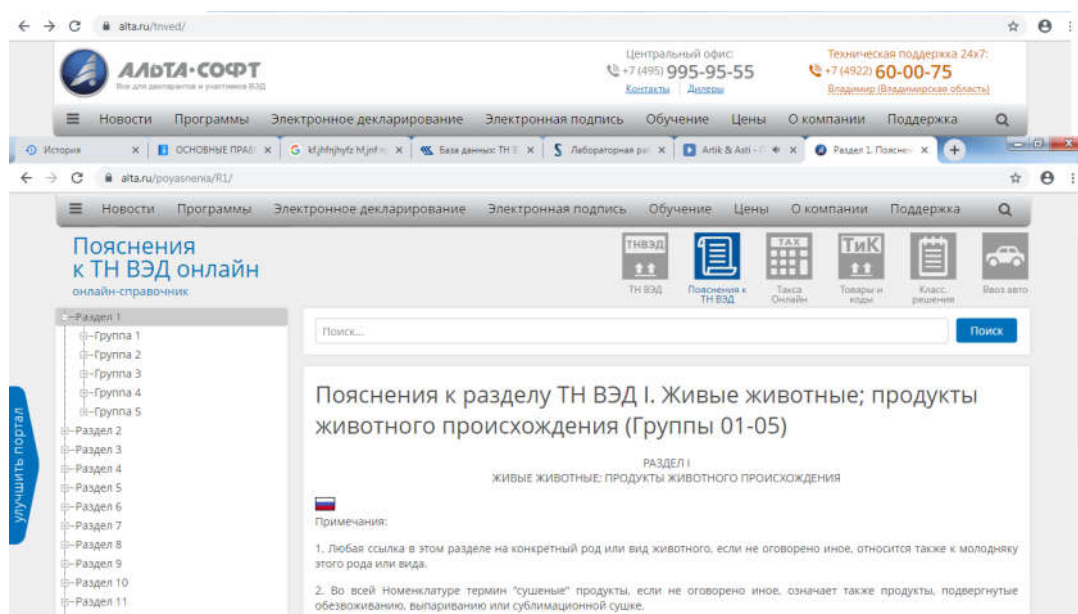 alta.ru/tnved/
АЛЬТА·СОФТ
Все для декларантов и участников ВЭД
Центральный офис:
+7 (495) 995-95-55
Контакты Дилеры
Техническая поддержка 24x7:
+7 (4922) 60-00-75
Владимир (Владимирская область)
Новости Программы Электронное декларирование Электронная подпись Обучение Цены О компании Поддержка
История ОСНОВНЫЕ ПРАВ База данных: ТН Лабораторная ра Artik & Asti - Раздел 1. Поясне
alta.ru/poyasnenia/R1/
Новости Программы Электронное декларирование Электронная подпись Обучение Цены О компании Поддержка
Пояснения
к ТН ВЭД онлайн
онлайн-справочник
ТНВЭД
ТН ВЭД
Пояснения к
ТН ВЭД
TAX
Такса
Онлайн
ТиК
Товары и
коды
Класс.
решения
Ввоз авто
Раздел 1
Группа 1
Группа 2
Группа 3
Группа 4
Группа 5
Раздел 2
Раздел 3
Раздел 4
Раздел 5
Раздел 6
Раздел 7
Раздел 8
Раздел 9
Раздел 10
Раздел 11
улучшить портал
Поиск...
Поиск
Пояснения к разделу ТН ВЭД I. Живые животные; продукты
животного происхождения (Группы 01-05)
РАЗДЕЛ I
ЖИВЫЕ ЖИВОТНЫЕ; ПРОДУКТЫ ЖИВОТНОГО ПРОИСХОЖДЕНИЯ
Примечания:
1. Любая ссылка в этом разделе на конкретный род или вид животного, если не оговорено иное, относится также к молодняку
этого рода или вида.
2. Во всей Номенклатуре термин "сушеные" продукты, если не оговорено иное, означает также продукты, подвергнутые
обезвоживанию, выпариванию или сублимационной сушке.